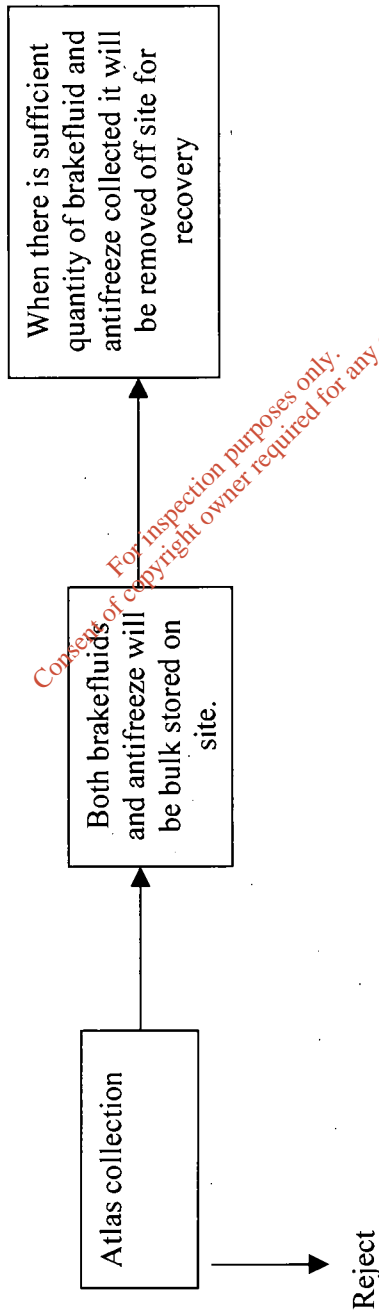 Atlas collection
Reject
Both brakefluids
and antifreeze will
be bulk stored on
site.
When there is sufficient
quantity of brakefluid and
antifreeze collected it will
be removed off site for
recovery
For inspection purposes only.
Consent of copyright owner required for any